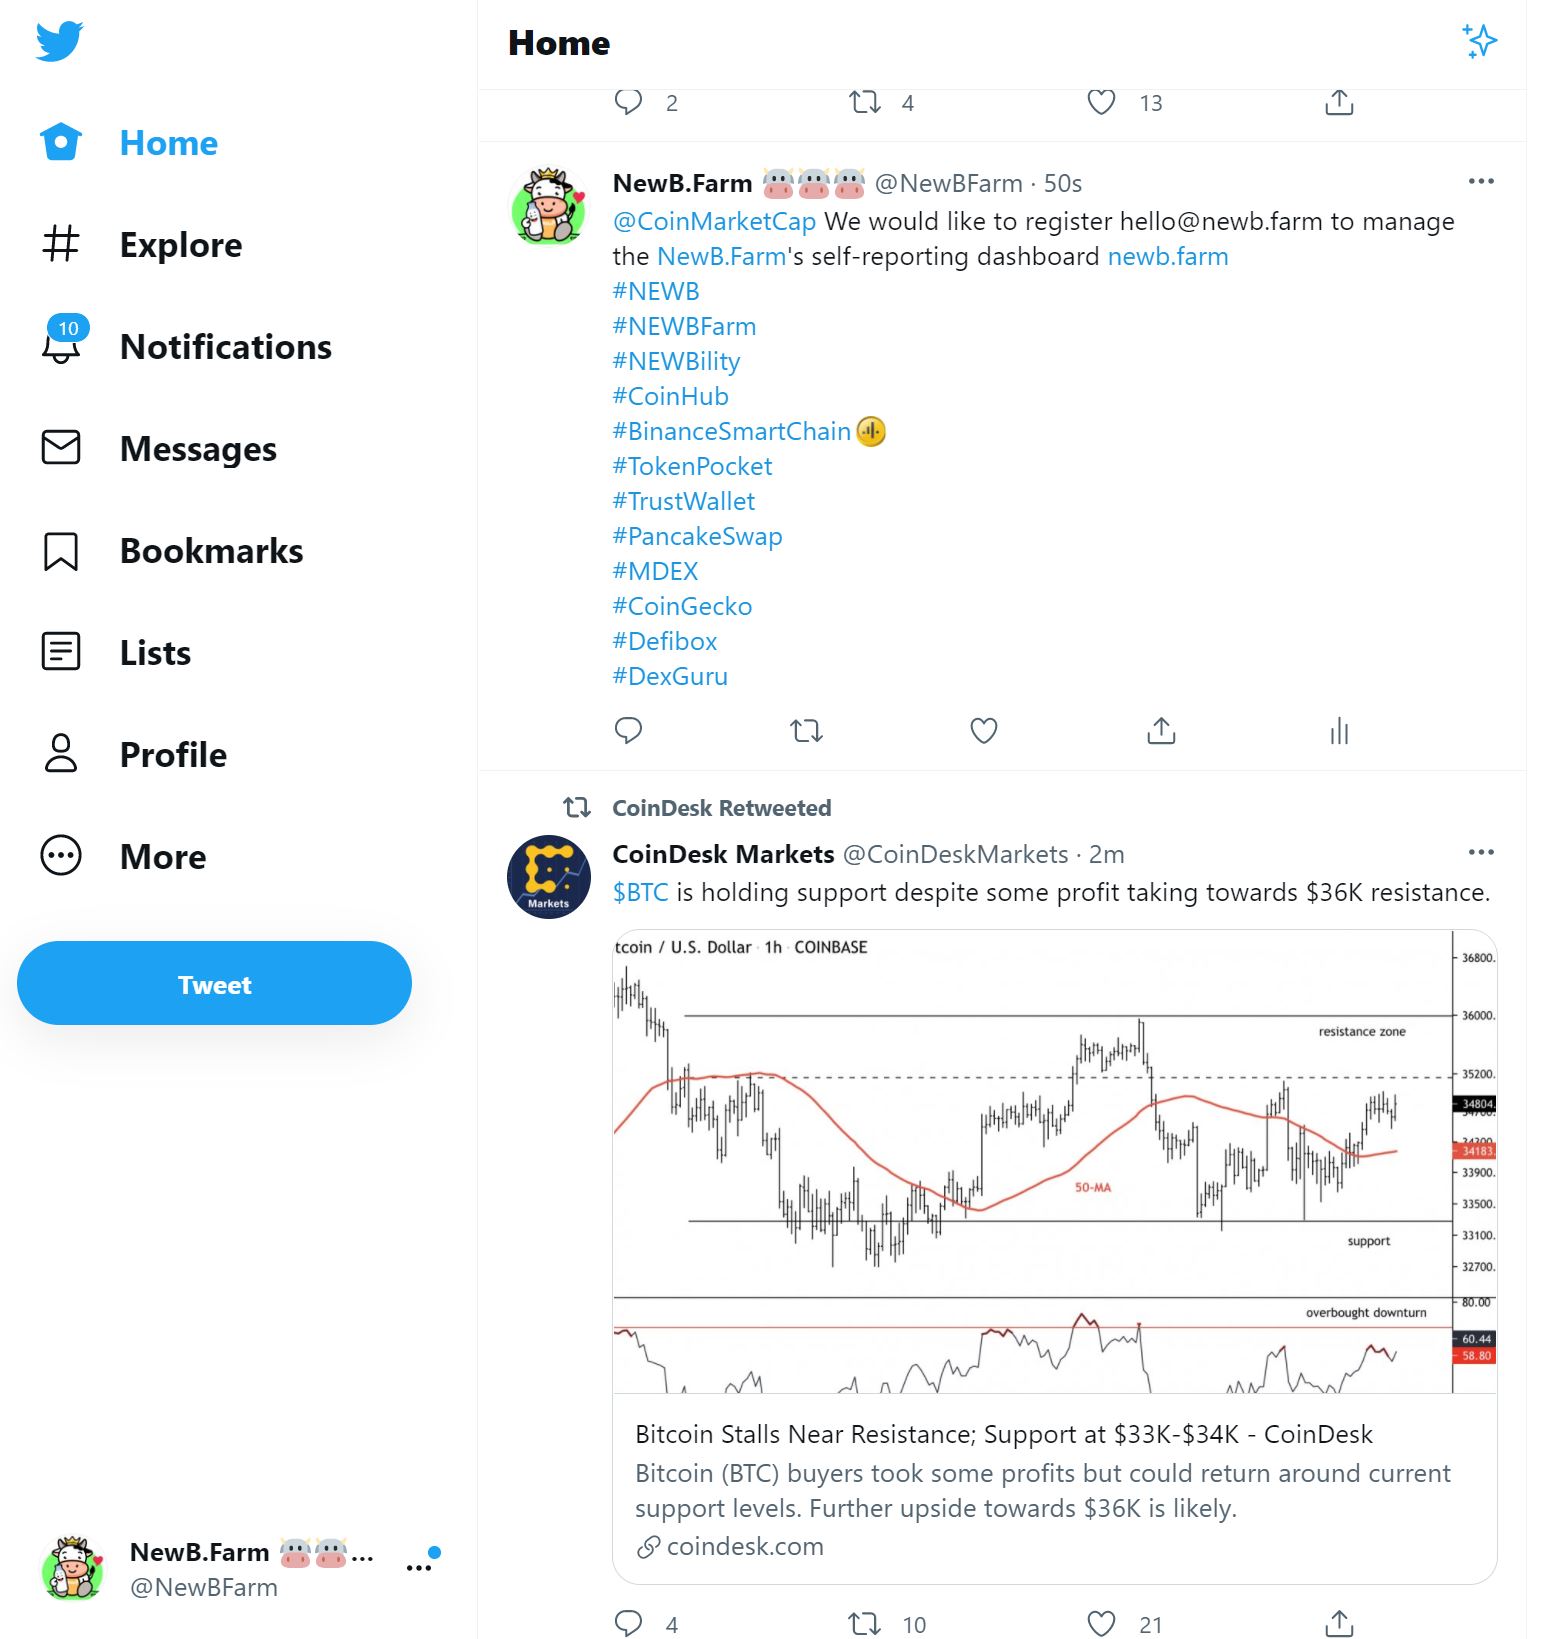 Home
Explore
10
Notifications
Messages
Bookmarks
Lists
Profile
More
Tweet
NewB.Farm 🐮🐮...
@NewBFarm
Home
2 4 13
NewB.Farm 🐮🐮🐮 @NewBFarm · 50s
@CoinMarketCap We would like to register hello@newb.farm to manage
the NewB.Farm's self-reporting dashboard newb.farm
#NEWB
#NEWBFarm
#NEWBility
#CoinHub
#BinanceSmartChain
#TokenPocket
#TrustWallet
#PancakeSwap
#MDEX
#CoinGecko
#Defibox
#DexGuru
CoinDesk Retweeted
Markets
CoinDesk Markets @CoinDeskMarkets · 2m
$BTC is holding support despite some profit taking towards $36K resistance.
tcoin / U.S. Dollar · 1h · COINBASE
36800.
36000.
resistance zone
35200.
34804.
34700.
34200.
34183.
33900.
50-MA
33500.
33100.
support
32700.
80.00
overbought downturn
60.44
58.80
Bitcoin Stalls Near Resistance; Support at $33K-$34K - CoinDesk
Bitcoin (BTC) buyers took some profits but could return around current
support levels. Further upside towards $36K is likely.
coindesk.com
4 10 21